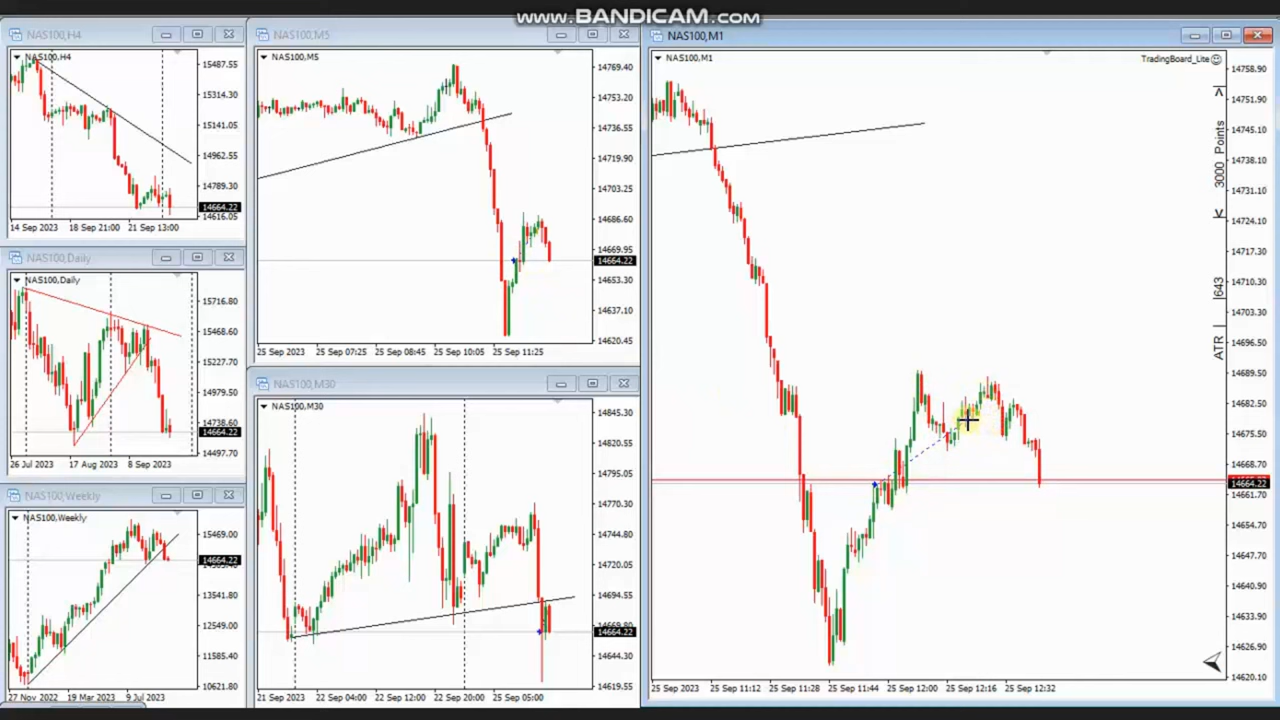 www.BANDICAM.com
NAS100,H4
NAS100,H4
15487.55
15314.30
15141.05
14962.55
14789.30
14664.22
14616.05
14 Sep 2023 18 Sep 21:00 21 Sep 13:00
NAS100,Daily
NAS100,Daily
15716.80
15468.60
15227.70
14979.50
14738.60
14664.22
14497.70
26 Jul 2023 17 Aug 2023 8 Sep 2023
NAS100,Weekly
NAS100,Weekly
15469.00
14664.22
13541.80
12549.00
11585.40
10621.80
27 Nov 2022 19 Mar 2023 9 Jul 2023
NAS100,M5
NAS100,M5
14769.40
14753.20
14736.55
14719.90
14703.25
14686.60
14669.95
14664.22
14653.30
14637.10
14620.45
25 Sep 2023 25 Sep 07:25 25 Sep 08:45 25 Sep 10:05 25 Sep 11:25
NAS100,M30
NAS100,M30
14845.30
14820.55
14795.05
14774.50
14744.80
14720.05
14694.55
14664.22
14644.30
14619.55
21 Sep 2023 22 Sep 04:00 22 Sep 12:00 22 Sep 20:00 25 Sep 05:00
NAS100,M1
NAS100,M1
TradingBoard_Lite☺
14758.90
14751.90
14745.10
14738.10
14731.10
14724.10
14717.30
14710.30
14703.30
14696.50
14689.50
14682.50
14675.50
14668.70
14664.22
14661.70
14654.70
14647.70
14640.90
14633.90
14626.90
14620.10
< 3000 Points >
ATR |643
25 Sep 2023 25 Sep 11:12 25 Sep 11:28 25 Sep 11:44 25 Sep 12:00 25 Sep 12:16 25 Sep 12:32